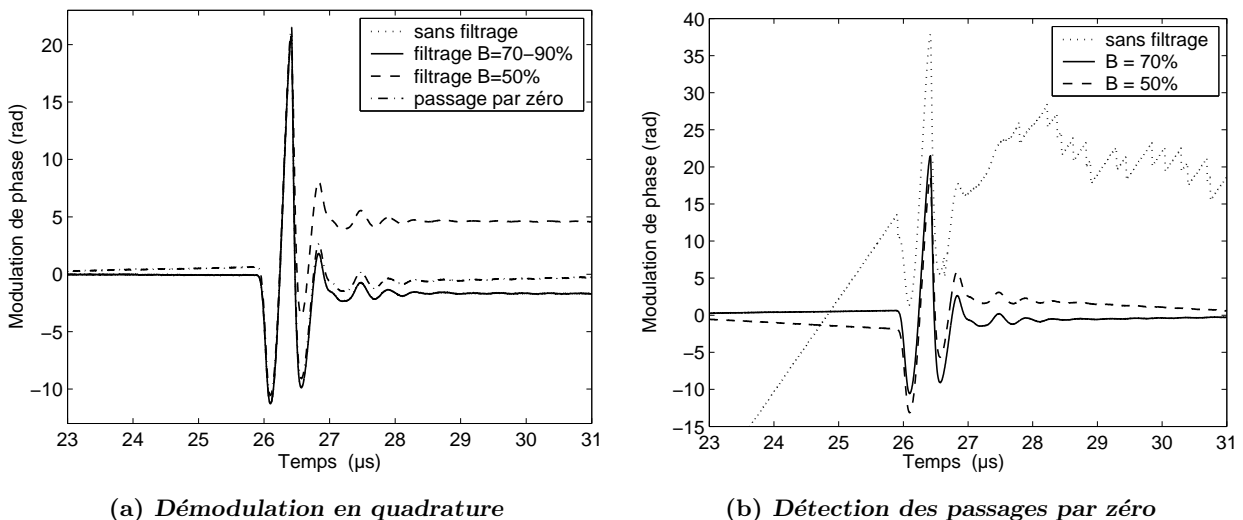 20
15
10
5
0
−5
−10
Modulation de phase (rad)
sans filtrage
filtrage B=70−90%
filtrage B=50%
passage par zéro
23 24 25 26 27 28 29 30 31
Temps (µs)
(a) Démodulation en quadrature
40
35
30
25
20
15
10
5
0
−5
−10
−15
Modulation de phase (rad)
sans filtrage
B = 70%
B = 50%
23 24 25 26 27 28 29 30 31
Temps (µs)
(b) Détection des passages par zéro